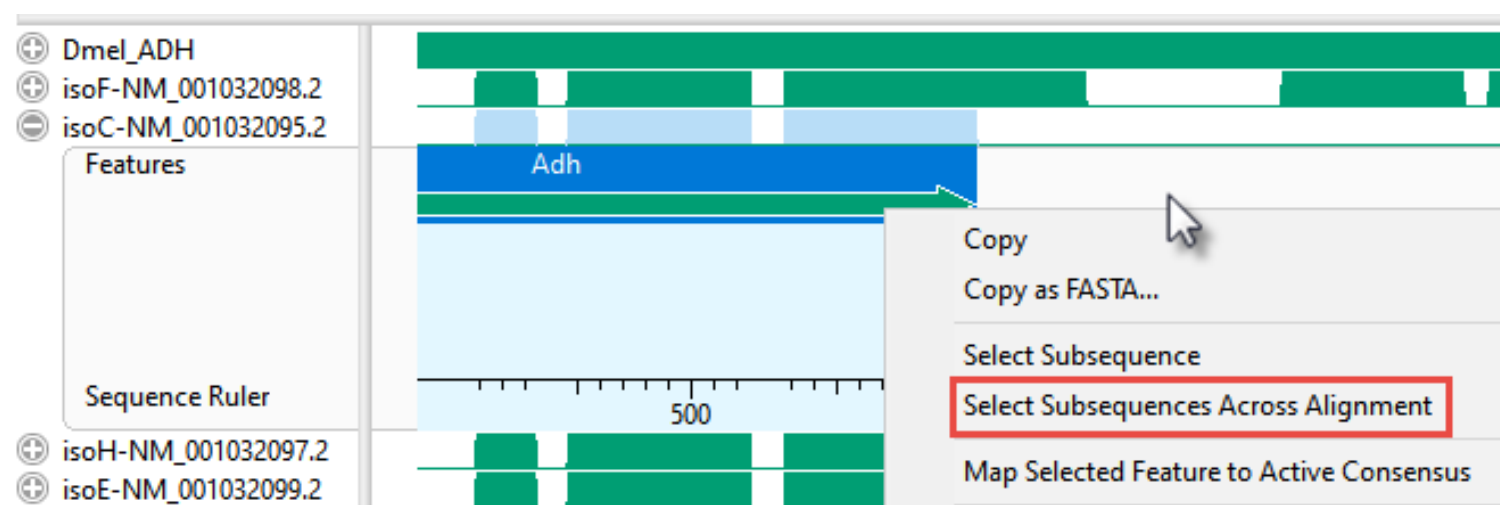 Dmel_ADH
isoF-NM_001032098.2
isoC-NM_001032095.2
Features
Adh
Copy
Copy as FASTA...
Select Subsequence
Select Subsequences Across Alignment
Map Selected Feature to Active Consensus
Sequence Ruler
500
isoH-NM_001032097.2
isoE-NM_001032099.2